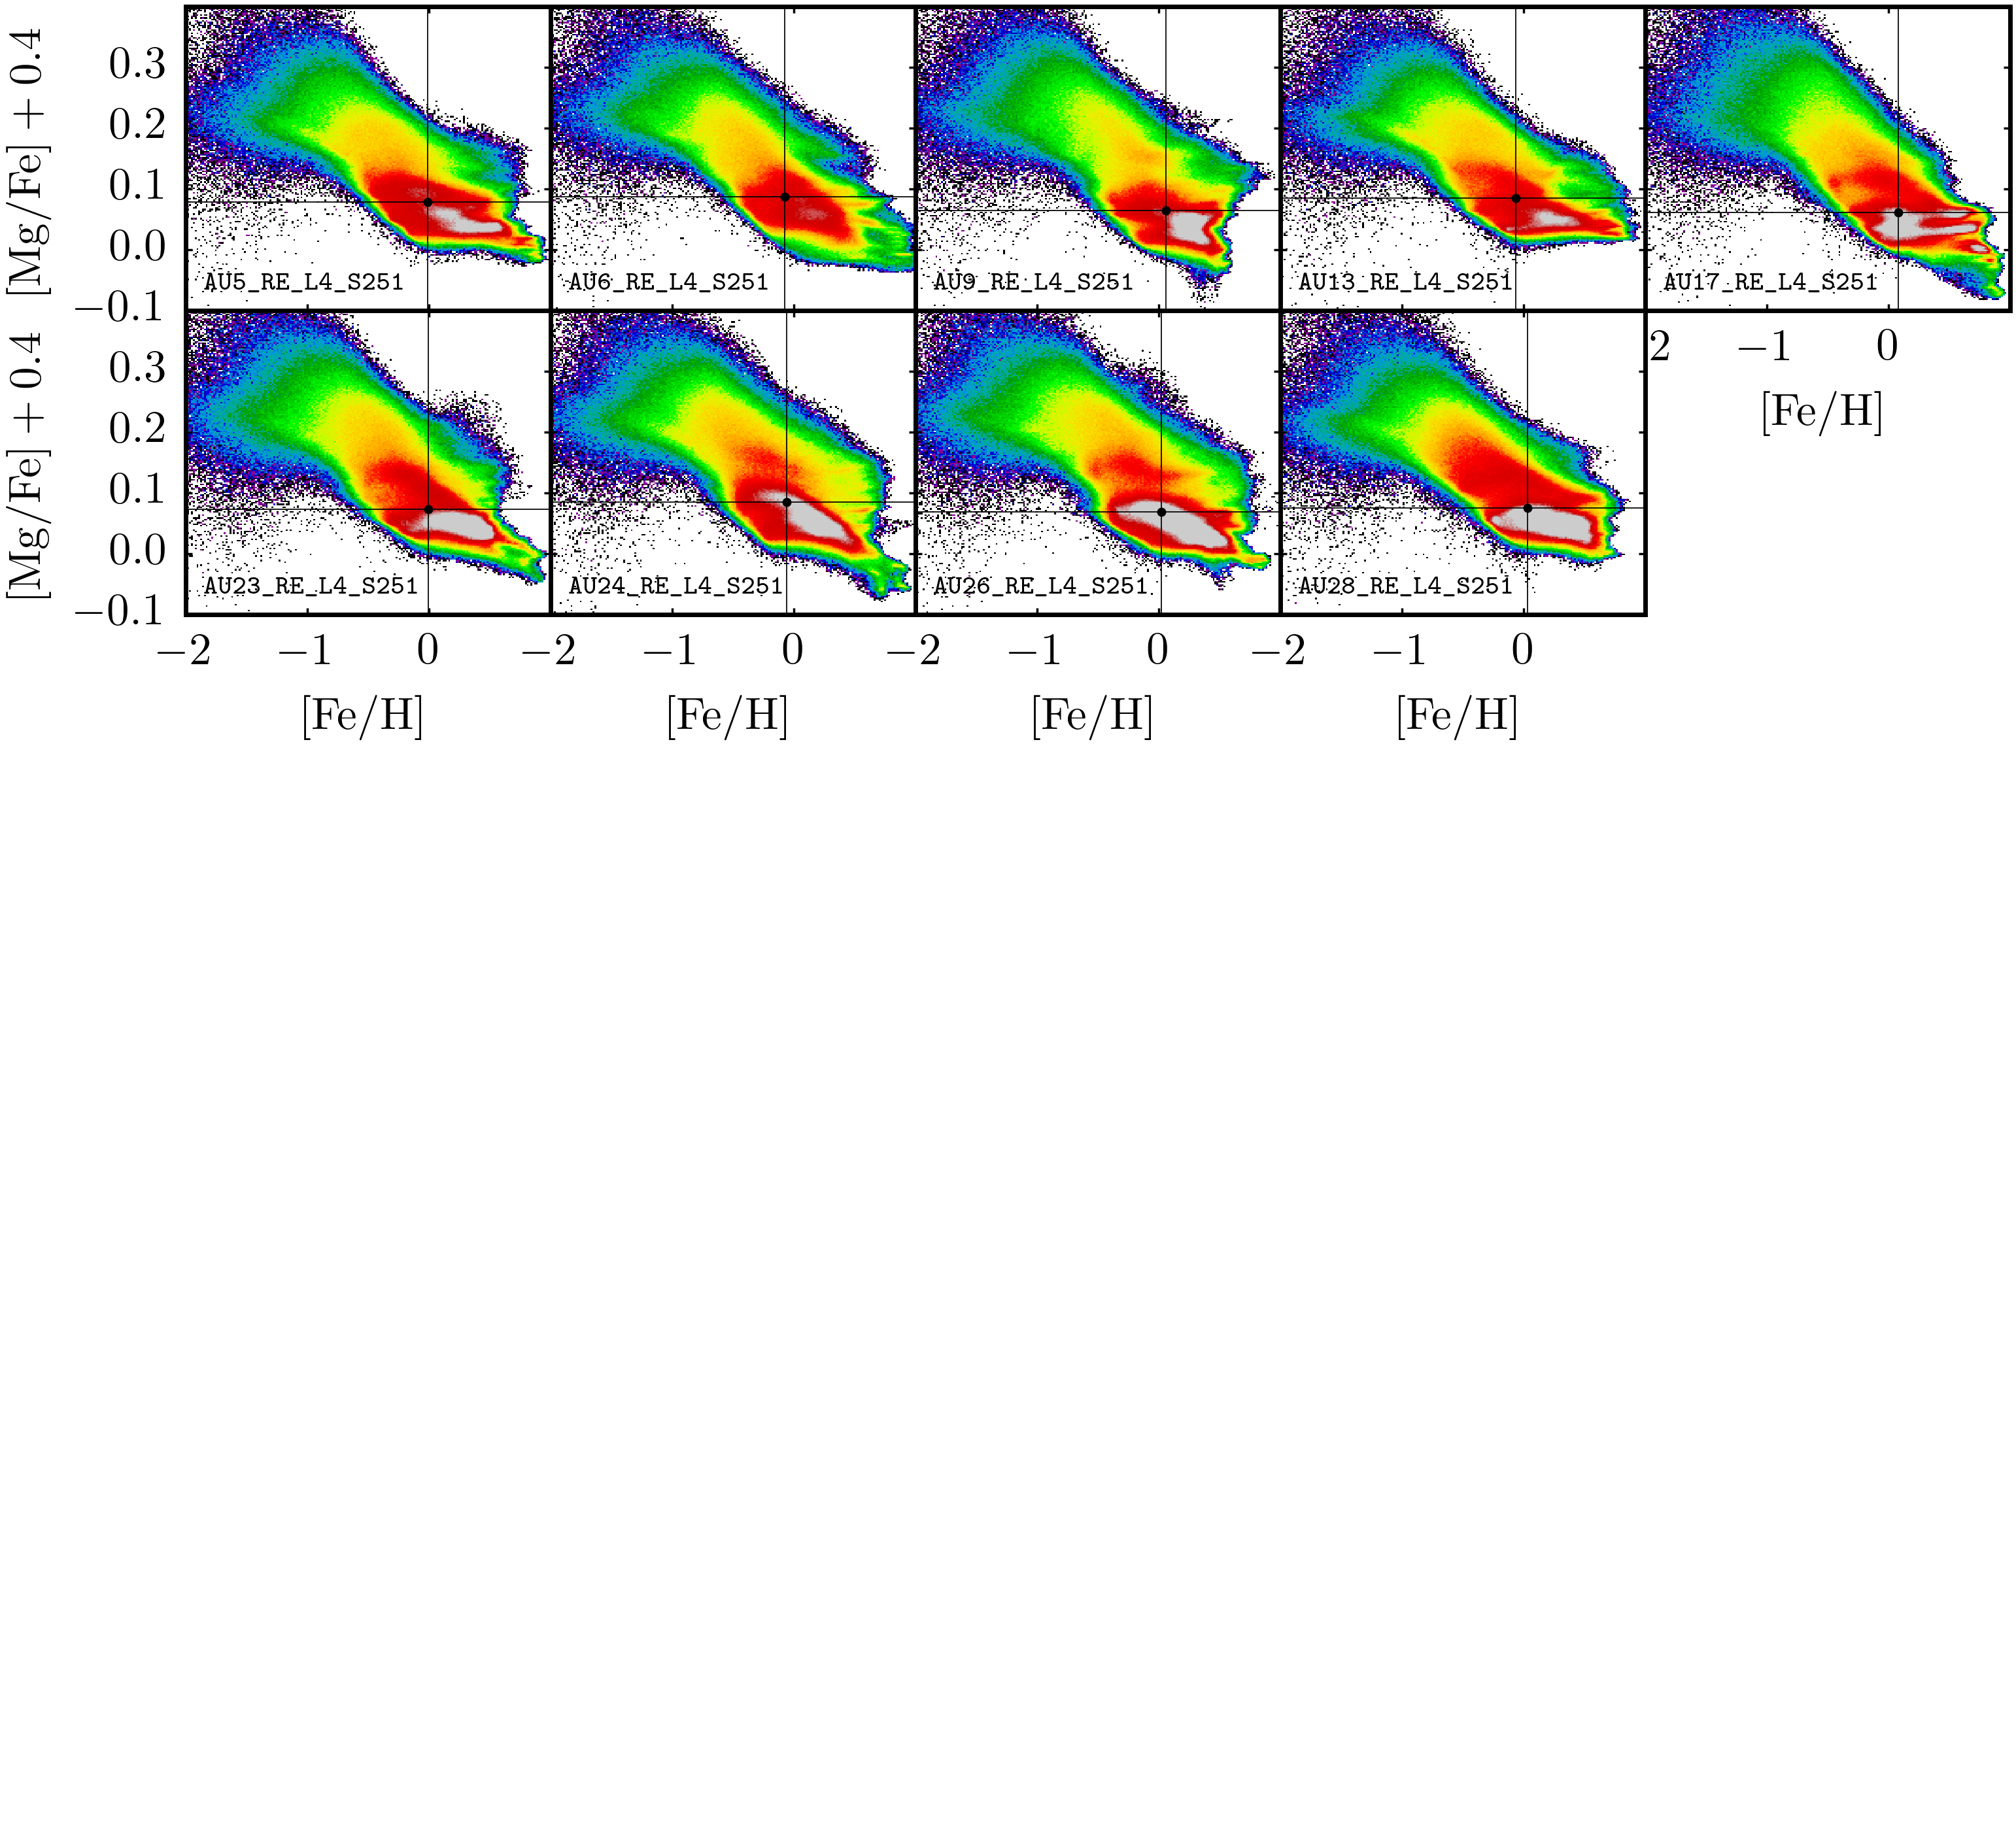 [Mg/Fe] + 0.4
0.3
0.2
0.1
0.0
−0.1
AU5_RE_L4_S251
AU6_RE_L4_S251
AU9_RE_L4_S251
AU13_RE_L4_S251
AU17_RE_L4_S251
2 −1 0
[Fe/H]
[Mg/Fe] + 0.4
0.3
0.2
0.1
0.0
−0.1
AU23_RE_L4_S251
AU24_RE_L4_S251
AU26_RE_L4_S251
AU28_RE_L4_S251
−2 −1 0 −2 −1 0 −2 −1 0 −2 −1 0
[Fe/H] [Fe/H] [Fe/H] [Fe/H]